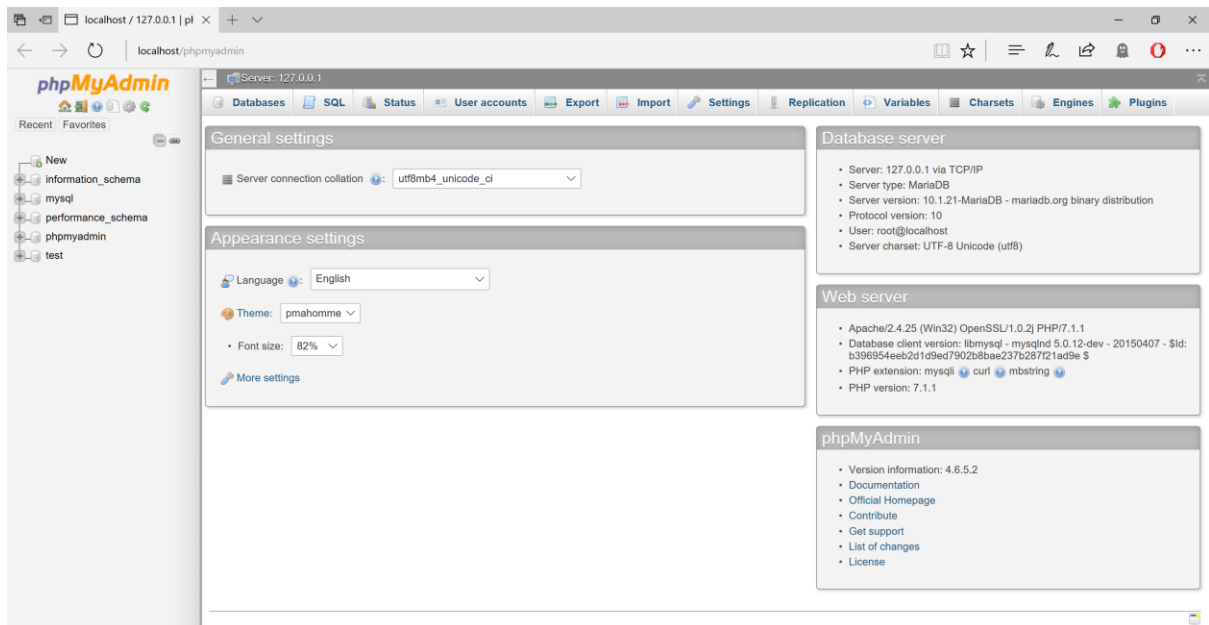 localhost / 127.0.0.1 | pł
localhost/phpmyadmin
phpMyAdmin
Recent Favorites
New
information_schema
mysql
performance_schema
phpmyadmin
test
Server: 127.0.0.1
Databases SQL Status User accounts Export Import Settings Replication Variables Charsets Engines Plugins
General settings
Server connection collation : utf8mb4_unicode_ci
Appearance settings
Language : English
Theme: pmahomme
• Font size: 82%
More settings
Database server
• Server: 127.0.0.1 via TCP/IP
• Server type: MariaDB
• Server version: 10.1.21-MariaDB - mariadb.org binary distribution
• Protocol version: 10
• User: root@localhost
• Server charset: UTF-8 Unicode (utf8)
Web server
• Apache/2.4.25 (Win32) OpenSSL/1.0.2j PHP/7.1.1
• Database client version: libmysql - mysqlnd 5.0.12-dev - 20150407 - $Id:
b396954eeb2d1d9ed7902b8bae237b287f21ad9e $
• PHP extension: mysqli curl mbstring
• PHP version: 7.1.1
phpMyAdmin
• Version information: 4.6.5.2
• Documentation
• Official Homepage
• Contribute
• Get support
• List of changes
• License